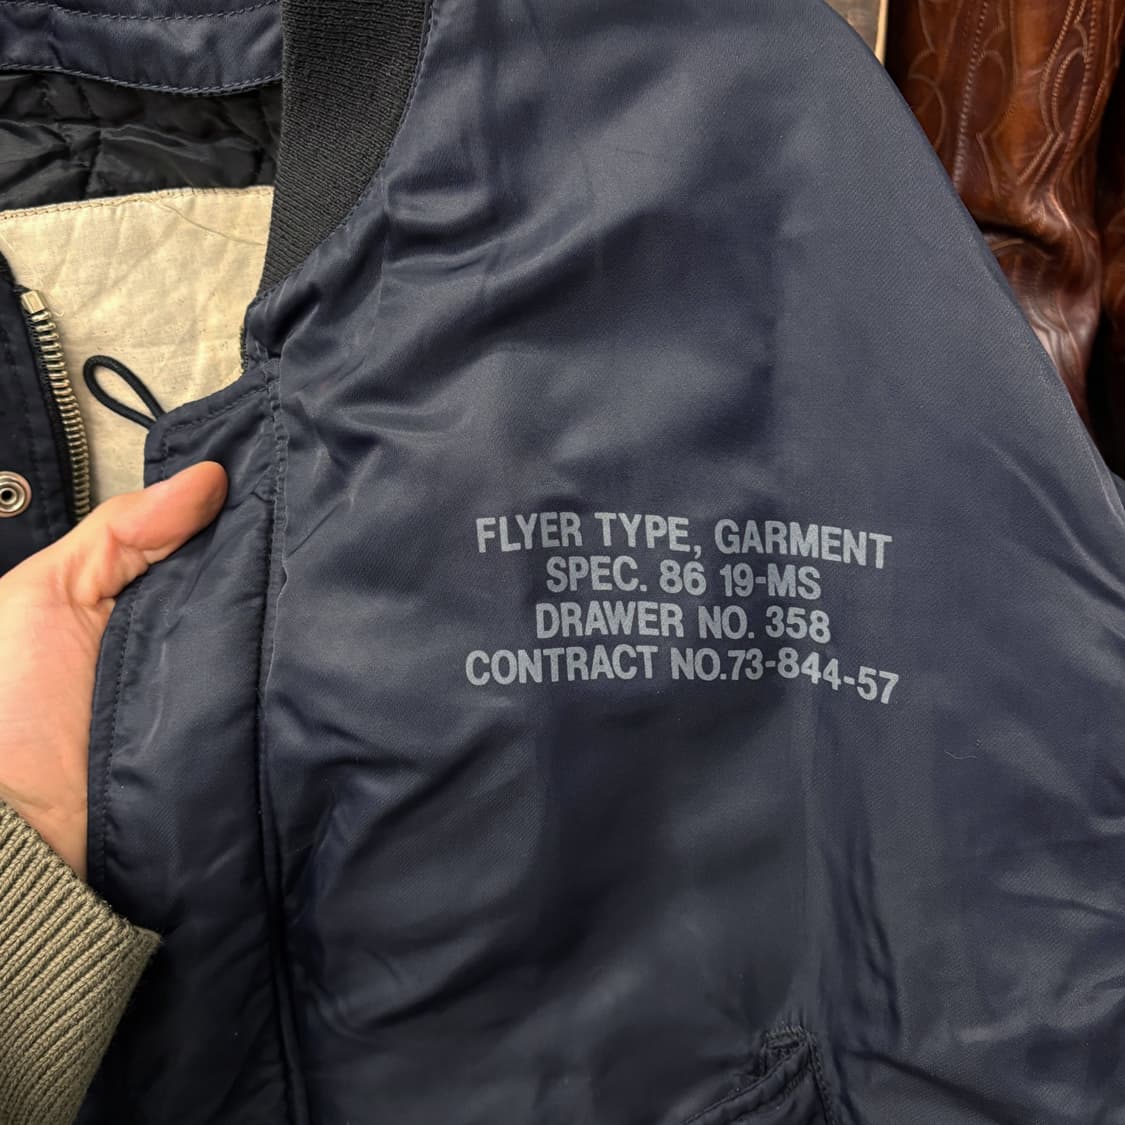 FLYER TYPE, GARMENT
SPEC. 86 19-MS
DRAWER NO. 358
CONTRACT NO.73-844-57